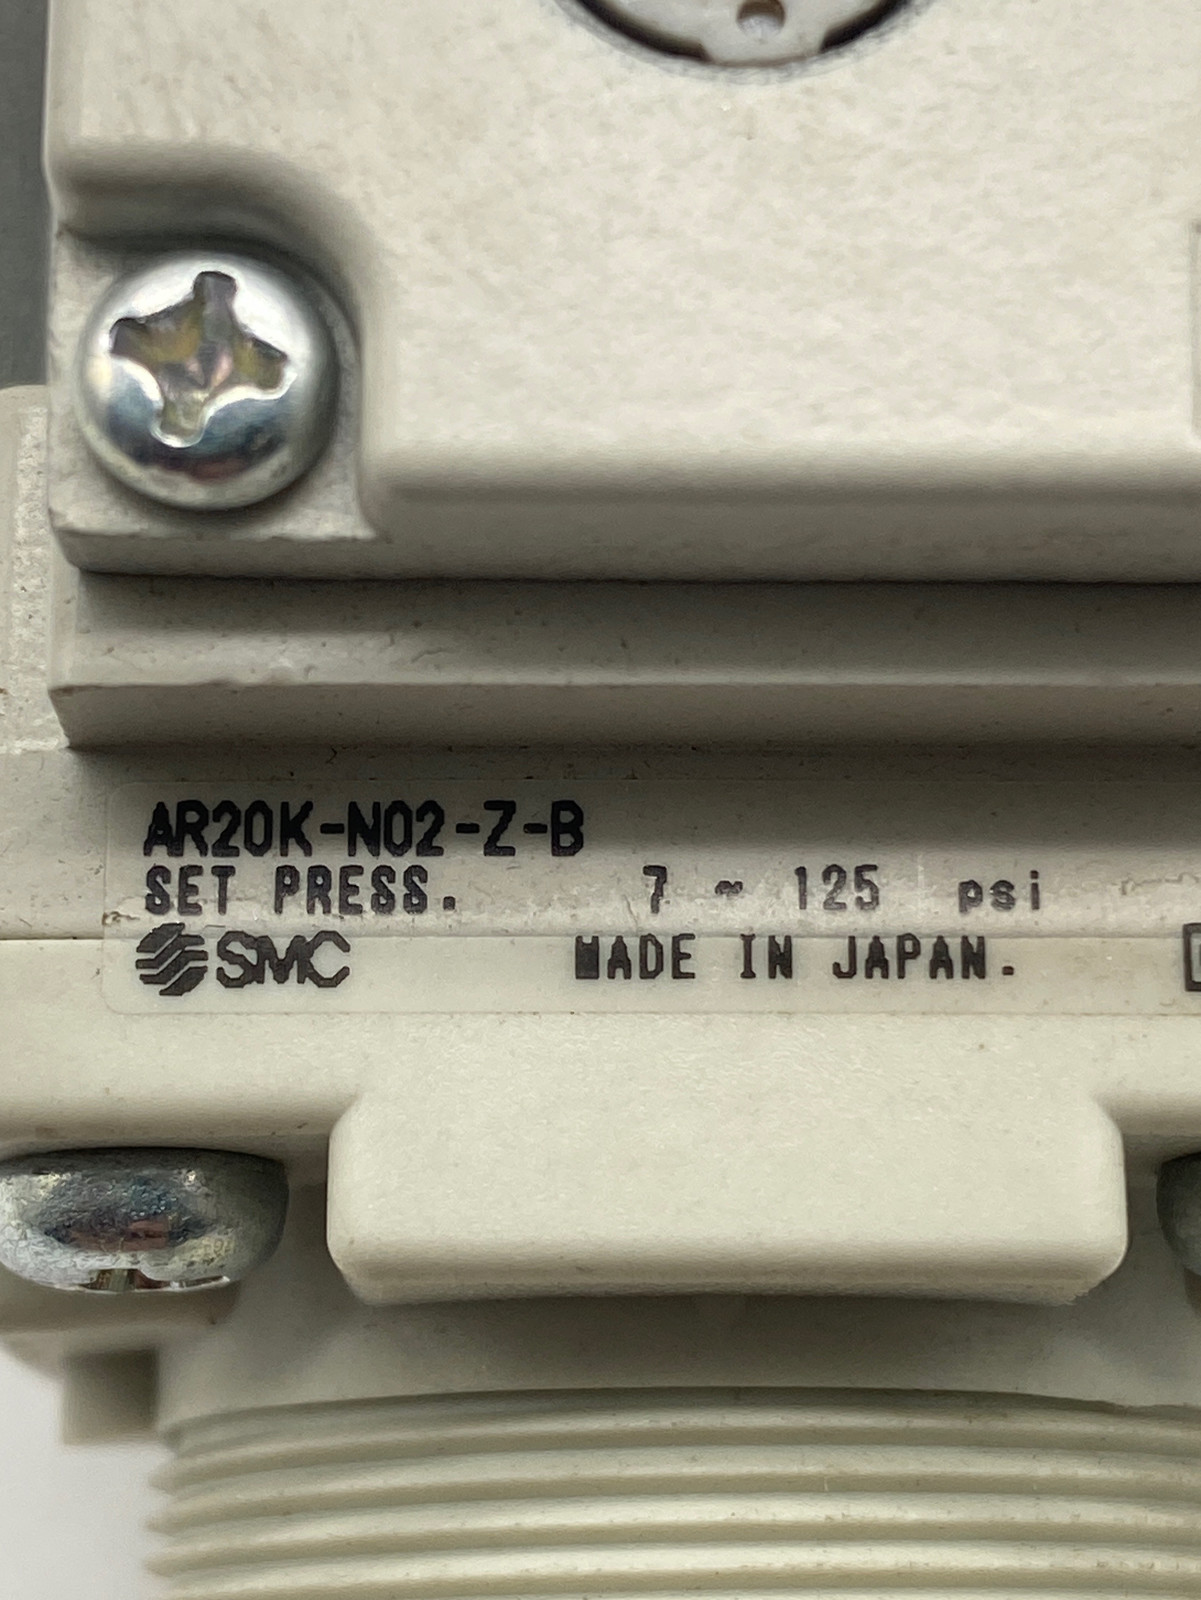 AR20K-N02-Z-B
SET PRESS. 7 ~ 125 psi
SMC MADE IN JAPAN.